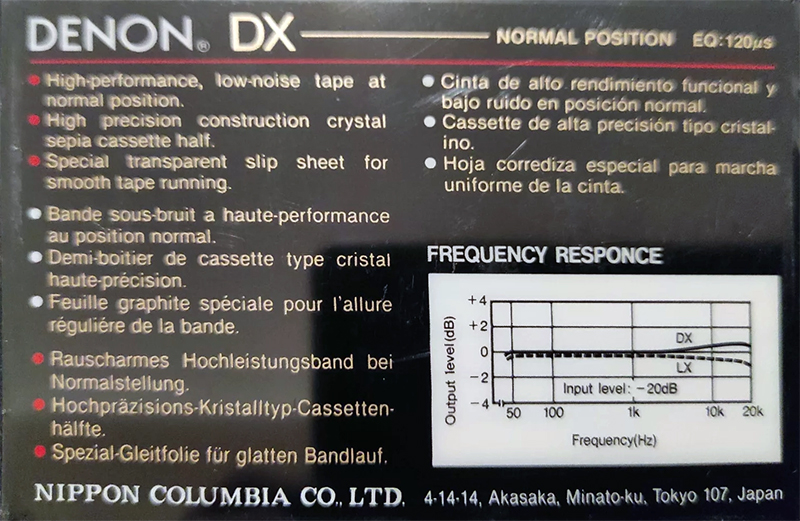 DENON® DX NORMAL POSITION EQ:120µs
• High-performance, low-noise tape at
normal position.
• High precision construction crystal
sepia cassette half.
• Special transparent slip sheet for
smooth tape running.
• Bande sous-bruit a haute-performance
au position normal.
• Demi-boitier de cassette type cristal
haute-précision.
• Feuille graphite spéciale pour l'allure
réguliére de la bande.
• Rauscharmes Hochleistungsband bei
Normalstellung.
• Hochpräzisions-Kristalltyp-Cassetten-
hälfte.
• Spezial-Gleitfolie für glatten Bandlauf.
• Cinta de alto rendimiento funcional y
bajo ruido en posición normal.
• Cassette de alta precisión tipo cristal-
ino.
• Hoja corrediza especial para marcha
uniforme de la cinta.
FREQUENCY RESPONCE
Output level(dB)
+4
+2
0
-2
-4
DX
LX
Input level: -20dB
50 100 1k 10k 20k
Frequency(Hz)
NIPPON COLUMBIA CO., LTD. 4-14-14, Akasaka, Minato-ku, Tokyo 107, Japan